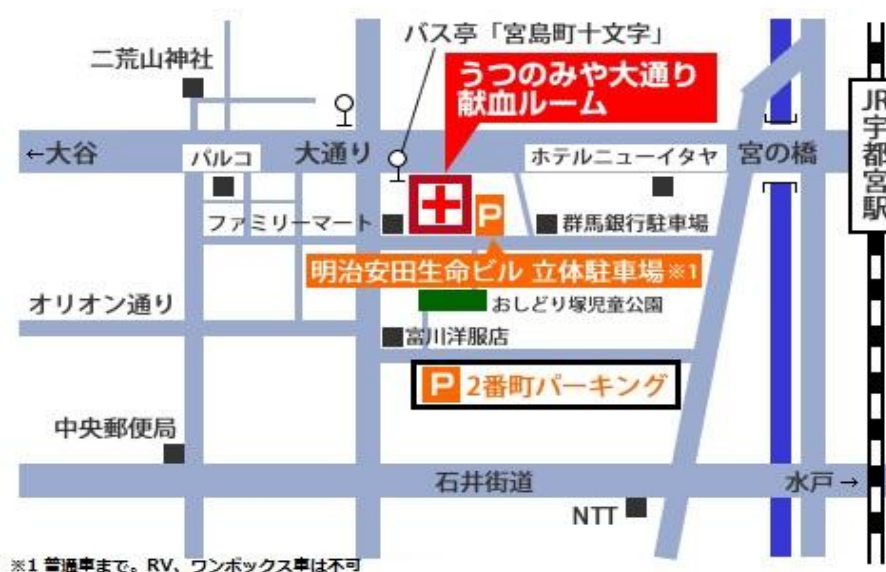 バス亭「宮島町十文字」
二荒山神社
うつのみや大通り
献血ルーム
JR宇都宮駅
←大谷
パルコ
大通り
ホテルニューイタヤ
宮の橋
ファミリーマート
P
群馬銀行駐車場
明治安田生命ビル 立体駐車場※1
オリオン通り
おしどり塚児童公園
富川洋服店
P 2番町パーキング
中央郵便局
石井街道
水戸→
NTT
※1 普通車まで。RV、ワンボックス車は不可